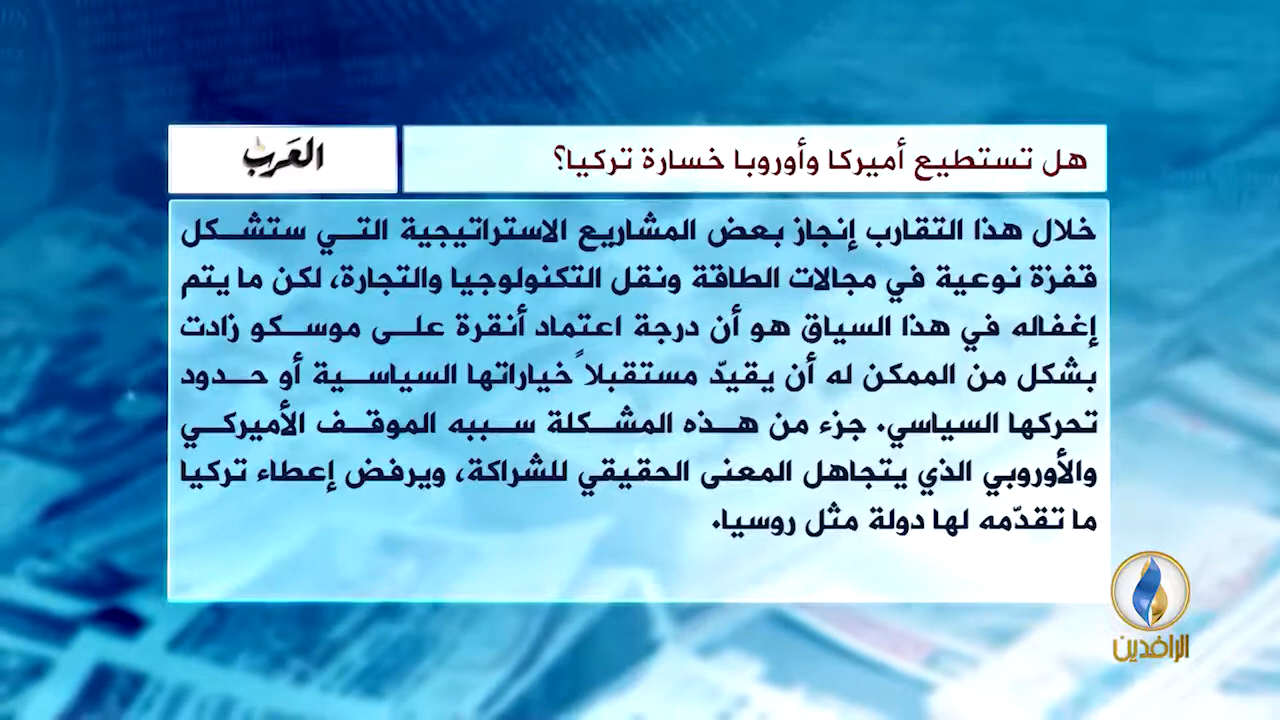 العرب
هل تستطيع أميركا وأوروبا خسارة تركيا؟
خلال هذا التقارب إنجاز بعض المشاريع الاستراتيجية التي ستشكل
قفزة نوعية في مجالات الطاقة ونقل التكنولوجيا والتجارة، لكن ما يتم
إغفاله في هذا السياق هو أن درجة اعتماد أنقرة على موسكو زادت
بشكل من الممكن له أن يقيدّ مستقبلاً خياراتها السياسية أو حدود
تحركها السياسي. جزء من هذه المشكلة سببه الموقف الأميركي
والأوروبي الذي يتجاهل المعنى الحقيقي للشراكة، ويرفض إعطاء تركيا
ما تقدّمه لها دولة مثل روسيا.
الرافدين